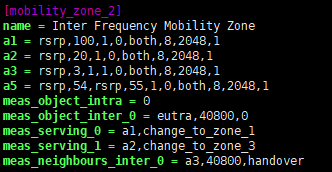 [mobility_zone_2]
name = Inter Frequency Mobility Zone
a1 = rsrp,100,1,0,both,8,2048,1
a2 = rsrp,20,1,0,both,8,2048,1
a3 = rsrp,3,1,1,0,both,8,2048,1
a5 = rsrp,54,rsrp,55,1,0,both,8,2048,1
meas_object_intra = 0
meas_object_inter_0 = eutra,40800,0
meas_serving_0 = a1,change_to_zone_1
meas_serving_1 = a2,change_to_zone_3
meas_neighbours_inter_0 = a3,40800,handover